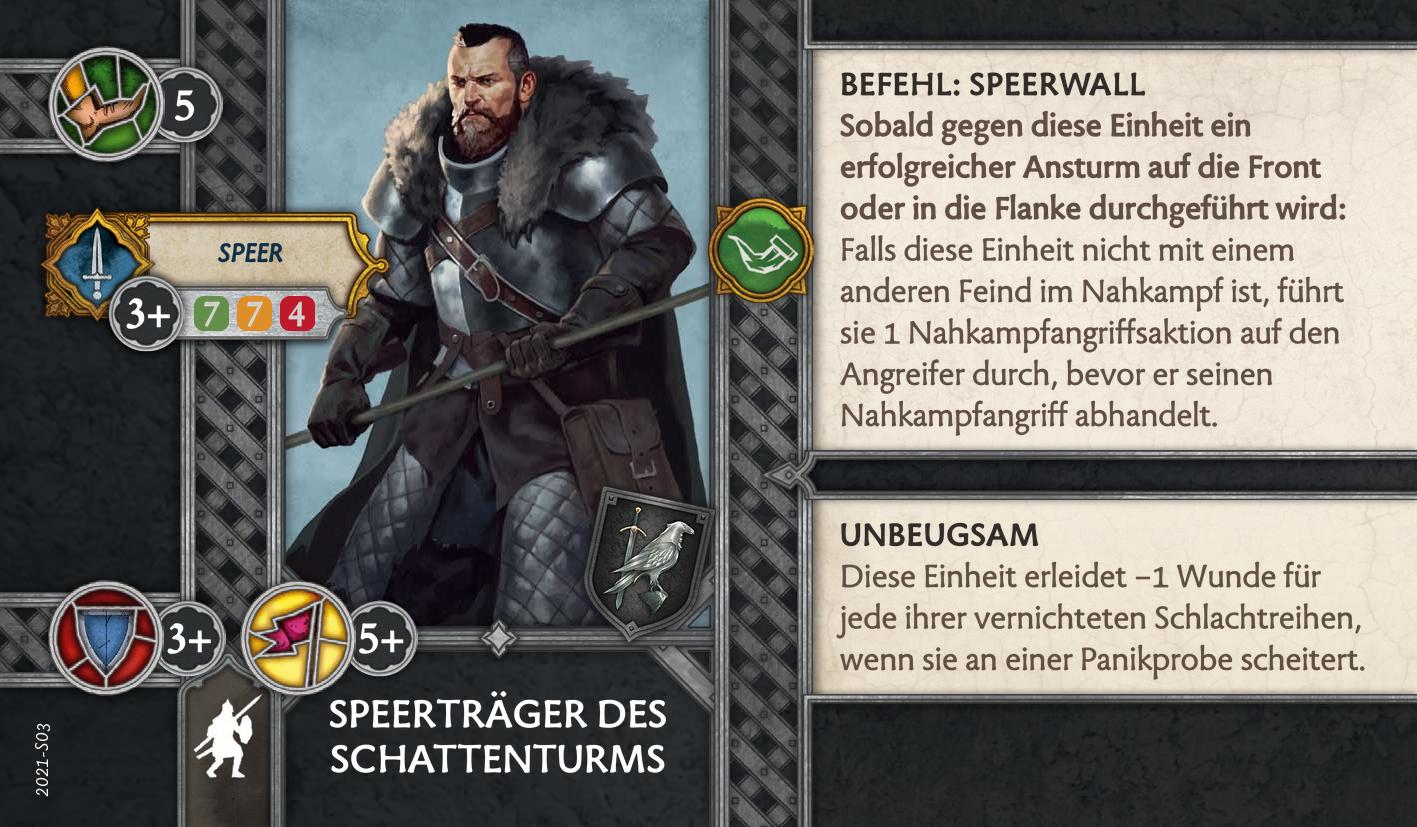 5
SPEER
3+ 7 7 4
3+ 5+
SPEERTRÄGER DES
SCHATTENTURMS
2021-S03
BEFEHL: SPEERWALL
Sobald gegen diese Einheit ein
erfolgreicher Ansturm auf die Front
oder in die Flanke durchgeführt wird:
Falls diese Einheit nicht mit einem
anderen Feind im Nahkampf ist, führt
sie 1 Nahkampfangriffsaktion auf den
Angreifer durch, bevor er seinen
Nahkampfangriff abhandelt.
UNBEUGSAM
Diese Einheit erleidet –1 Wunde für
jede ihrer vernichteten Schlachtreihen,
wenn sie an einer Panikprobe scheitert.